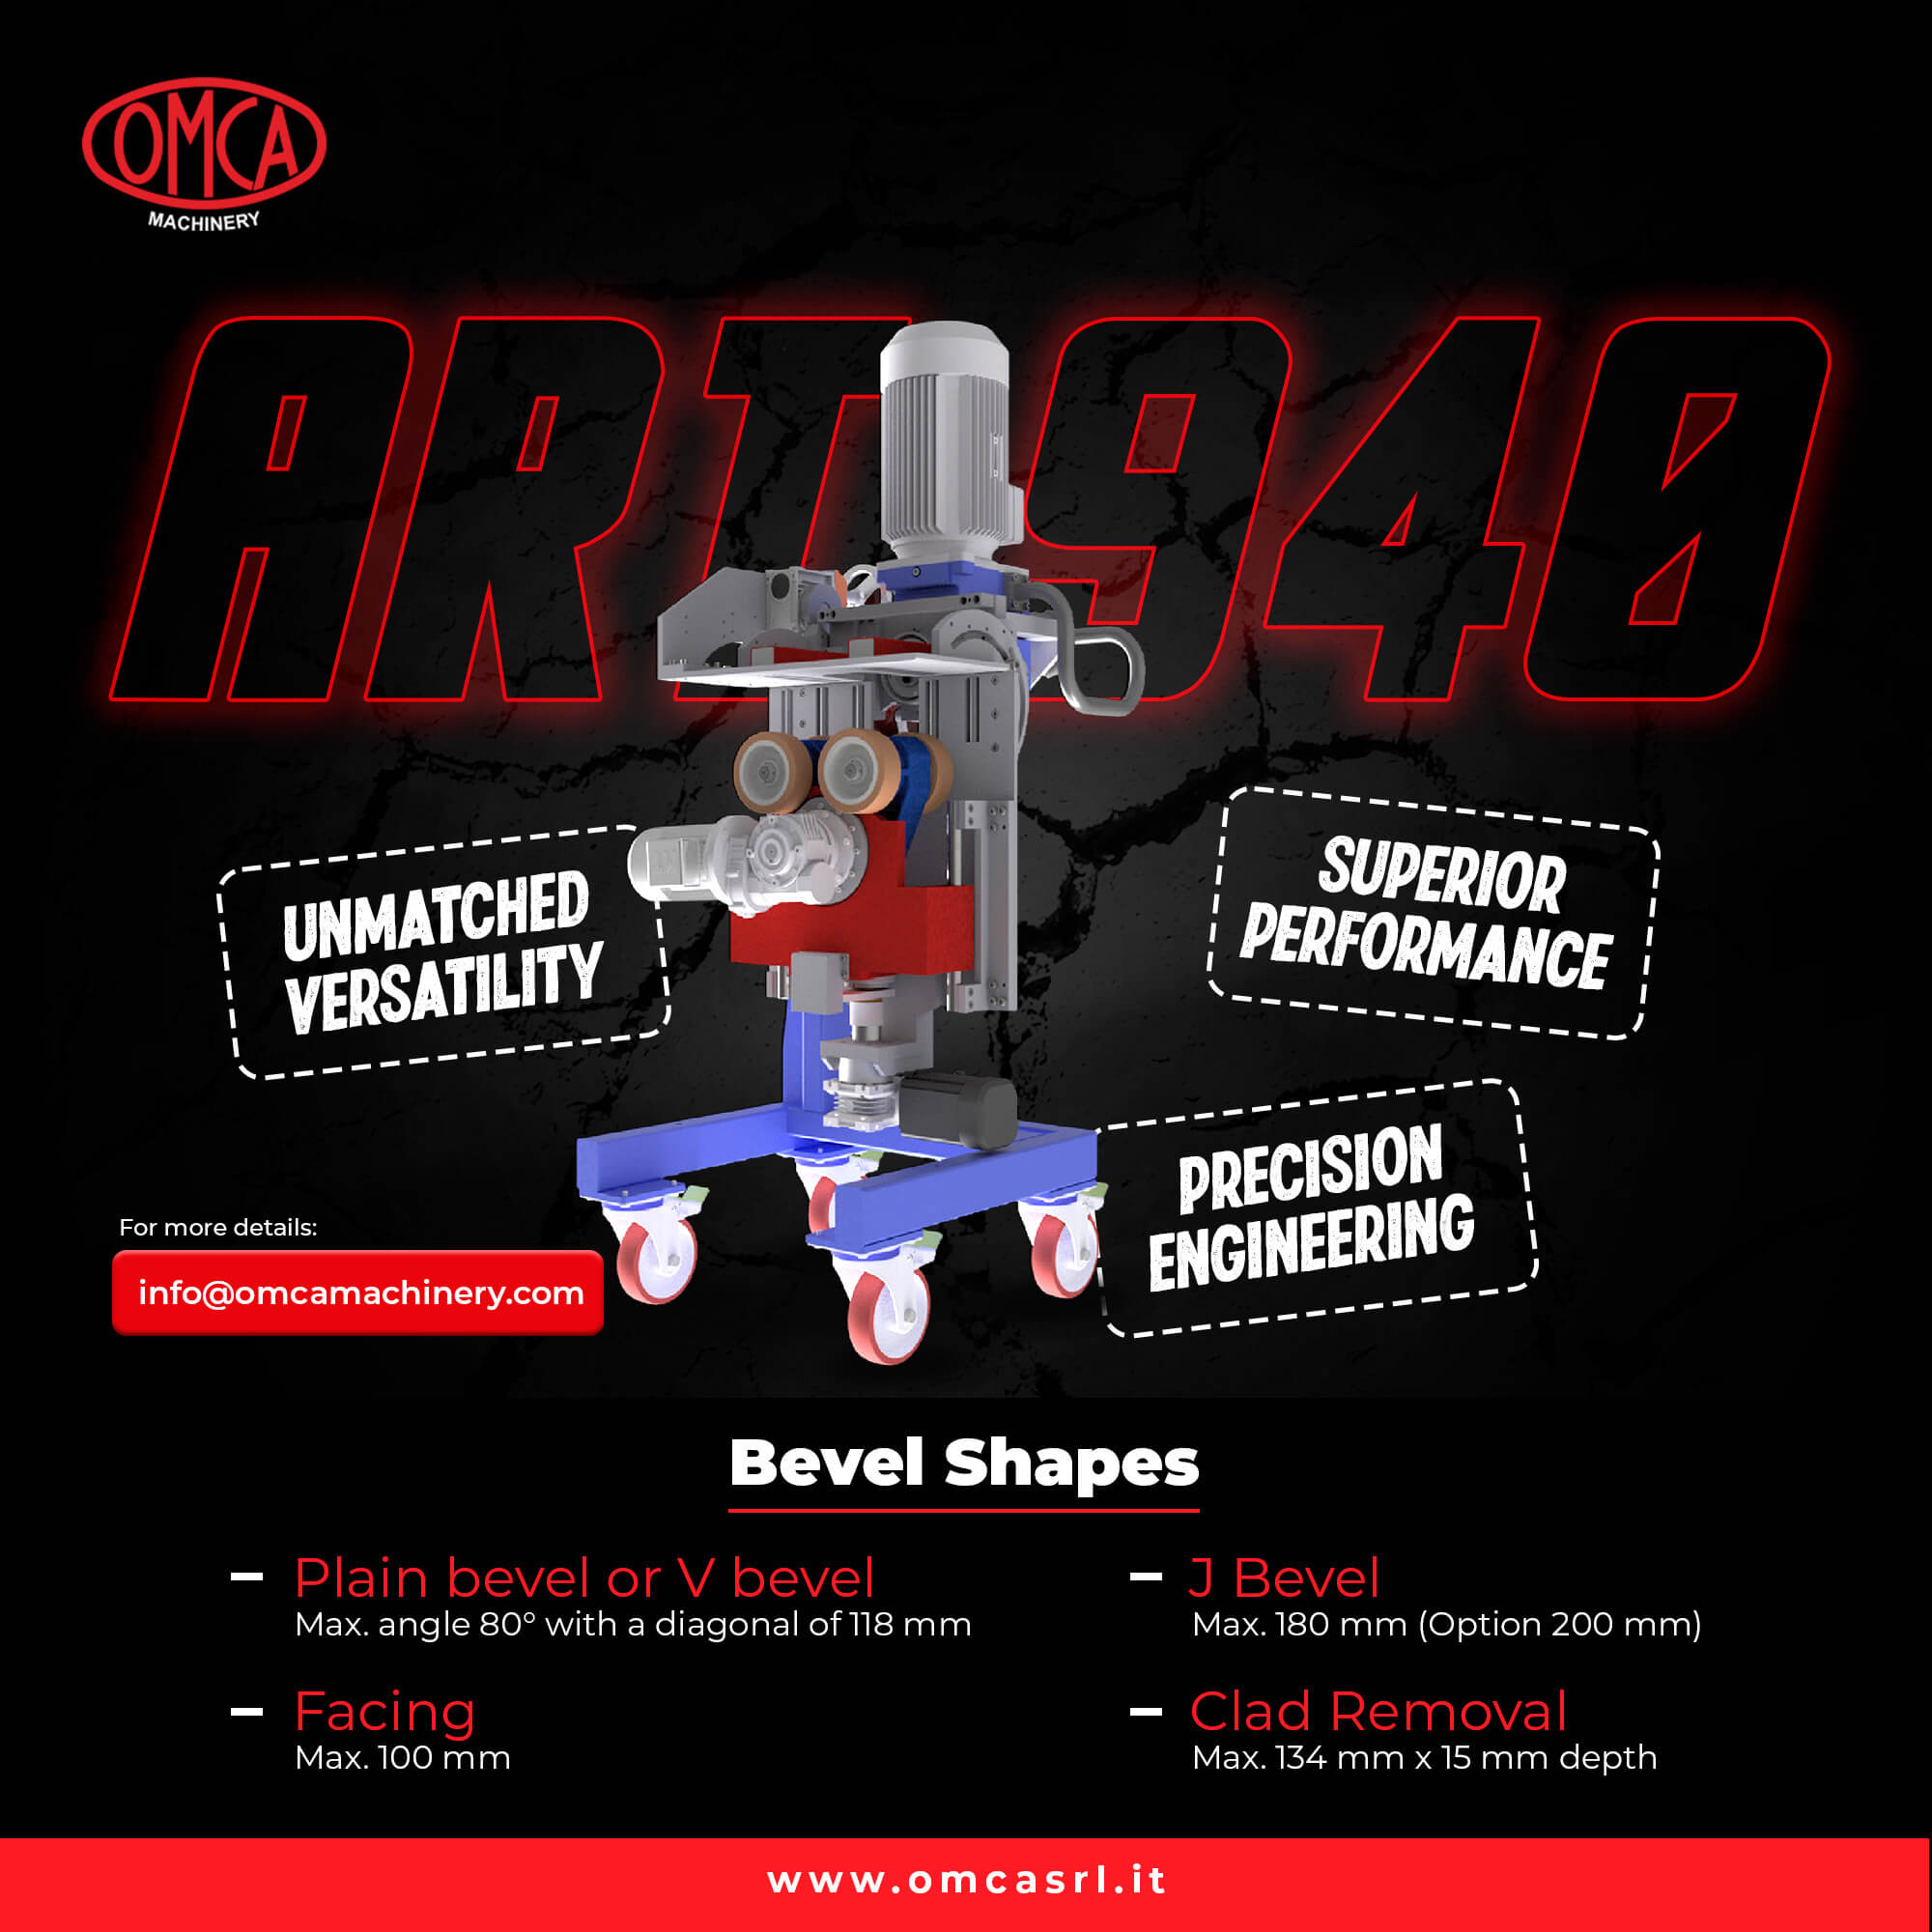 OMCA
MACHINERY
ART 940
UNMATCHED
VERSATILITY
SUPERIOR
PERFORMANCE
PRECISION
ENGINEERING
For more details:
info@omcamachinery.com
Bevel Shapes
– Plain bevel or V bevel
Max. angle 80° with a diagonal of 118 mm
– J Bevel
Max. 180 mm (Option 200 mm)
– Facing
Max. 100 mm
– Clad Removal
Max. 134 mm x 15 mm depth
www.omcasrl.it